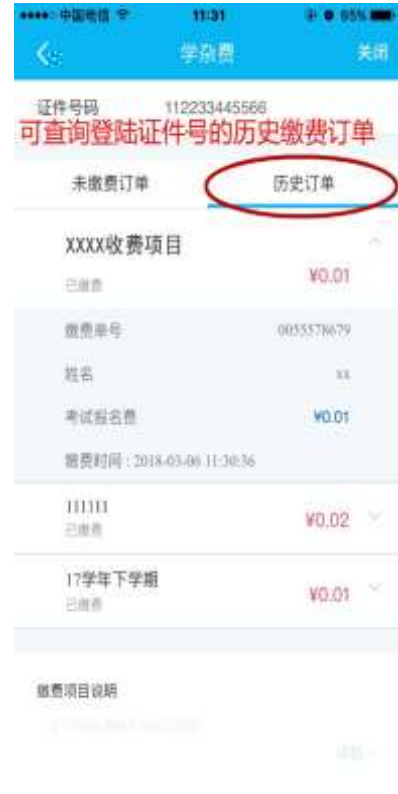 中国电信 11:31 95%
学杂费 关闭
证件号码 112233445566
可查询登陆证件号的历史缴费订单
未缴费订单 历史订单
XXXX收费项目
已缴费 ¥0.01
缴费单号 0055578679
姓名 xx
考试报名费 ¥0.01
缴费时间：2018-03-06 11:30:36
111111
已缴费 ¥0.02
17学年下学期
已缴费 ¥0.01
缴费项目说明